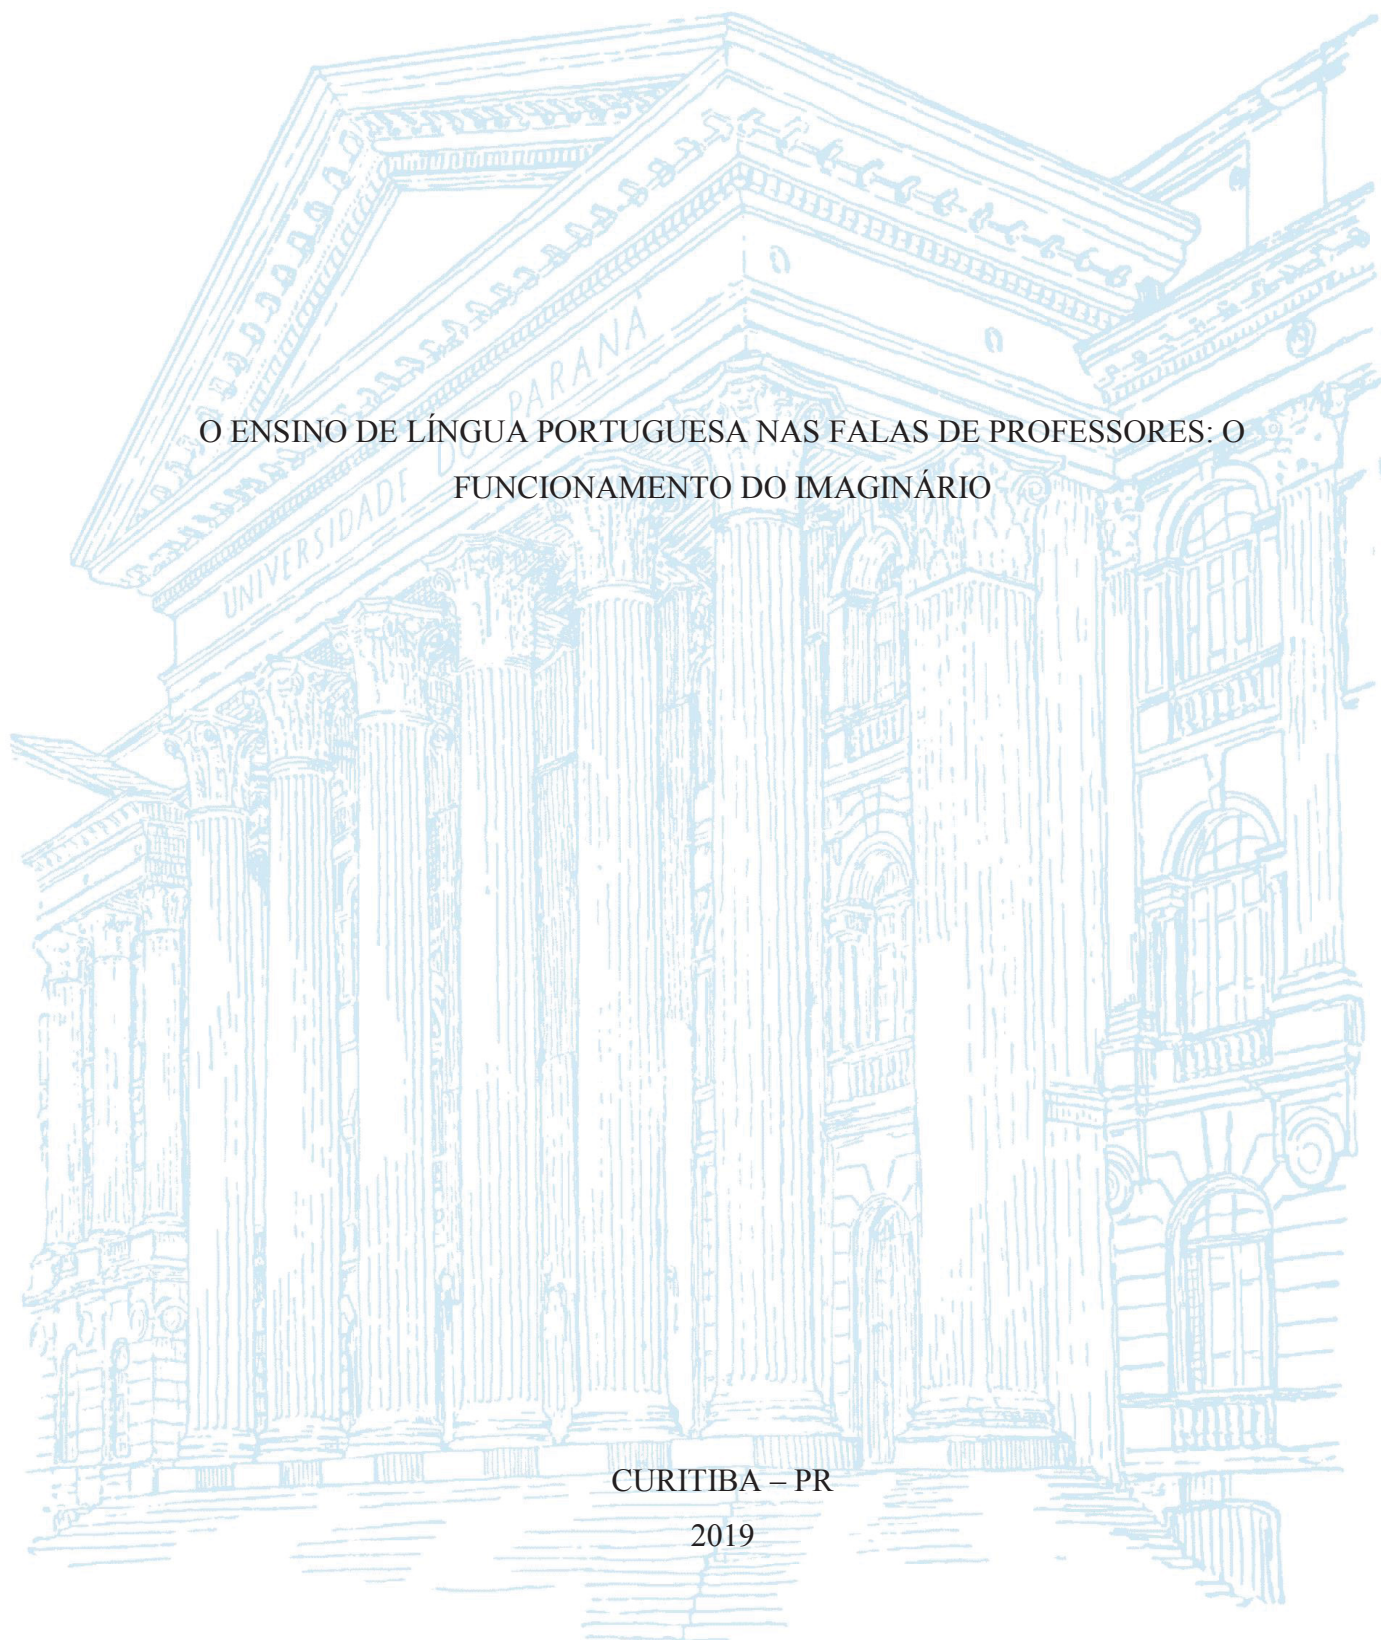 UNIVERSIDADE DO PARANÁ
O ENSINO DE LÍNGUA PORTUGUESA NAS FALAS DE PROFESSORES: O
FUNCIONAMENTO DO IMAGINÁRIO
CURITIBA – PR
2019